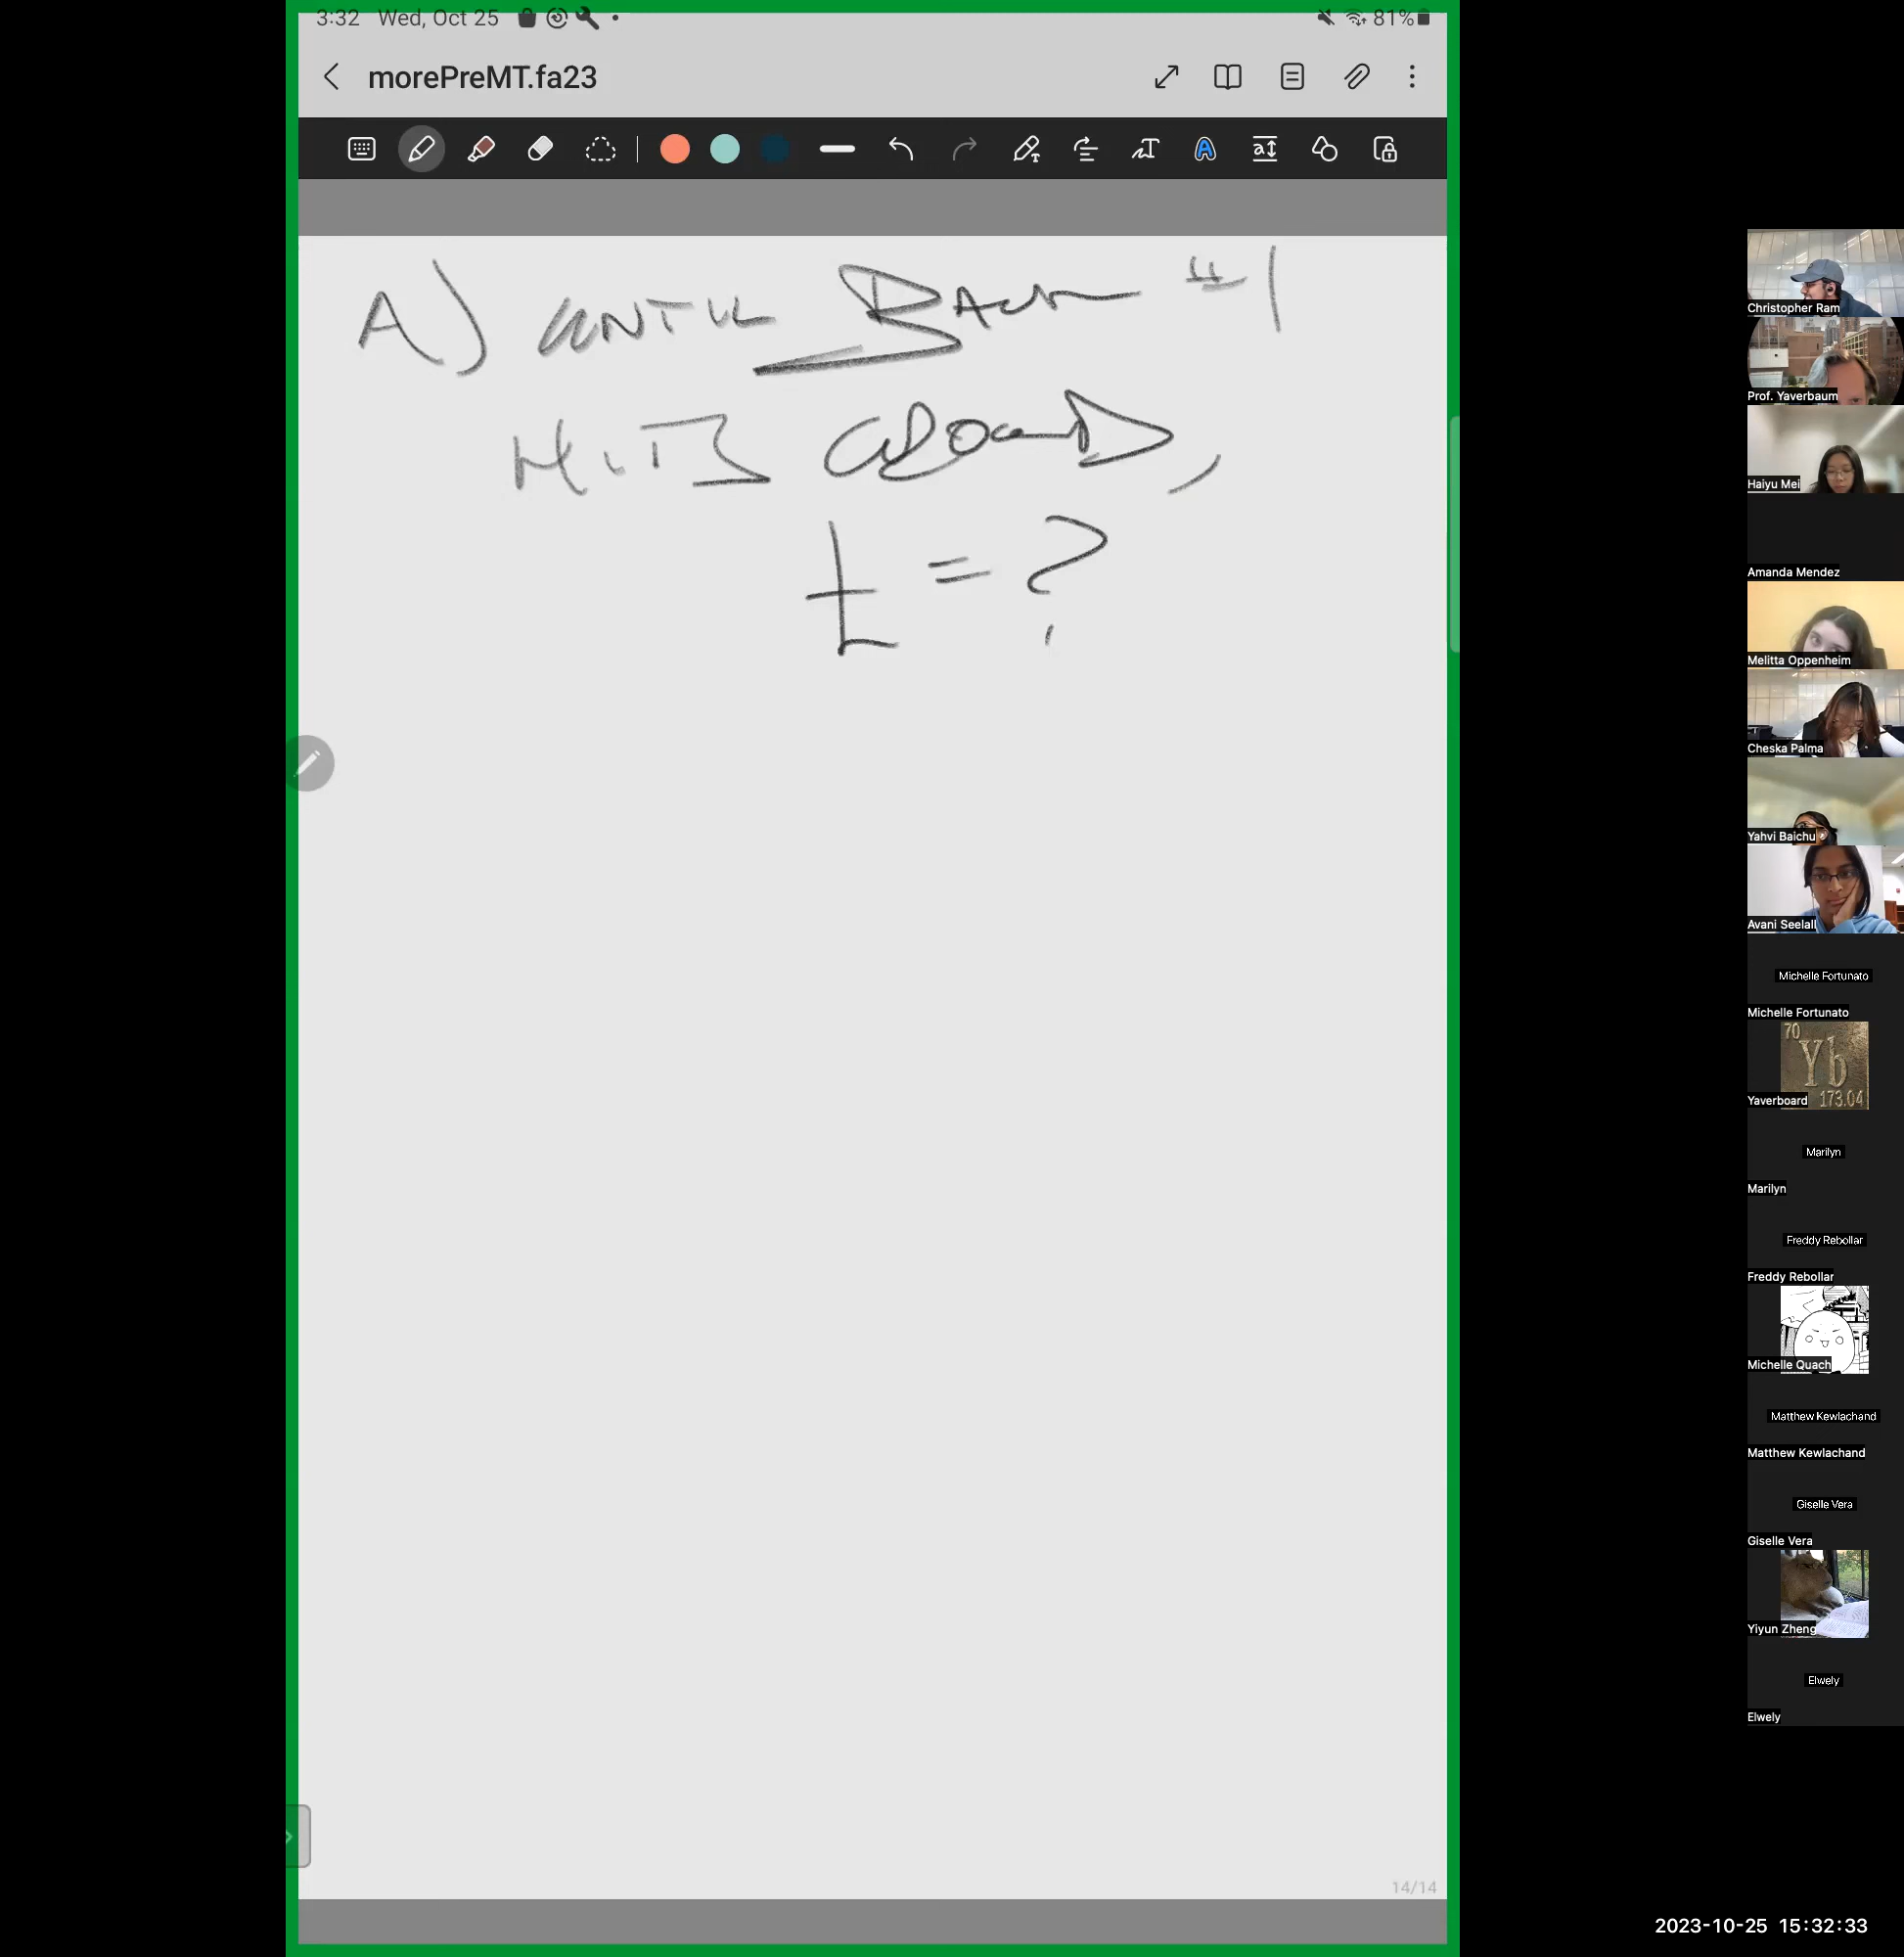 3:32 Wed, Oct 25
81%
morePreMT.fa23
A) UNTIL BALL #1
HITS GROUND,
t = ?
14/14
Christopher Ram
Prof. Yaverbaum
Haiyu Mei
Amanda Mendez
Melitta Oppenheim
Cheska Palma
Yahvi Baichu
Avani Seelall
Michelle Fortunato
Michelle Fortunato
70
Yb
173.04
Yaverboard
Marilyn
Marilyn
Freddy Rebollar
Freddy Rebollar
Michelle Quach
Matthew Kewlachand
Matthew Kewlachand
Giselle Vera
Giselle Vera
Yiyun Zheng
Elwely
Elwely
2023-10-25 15:32:33